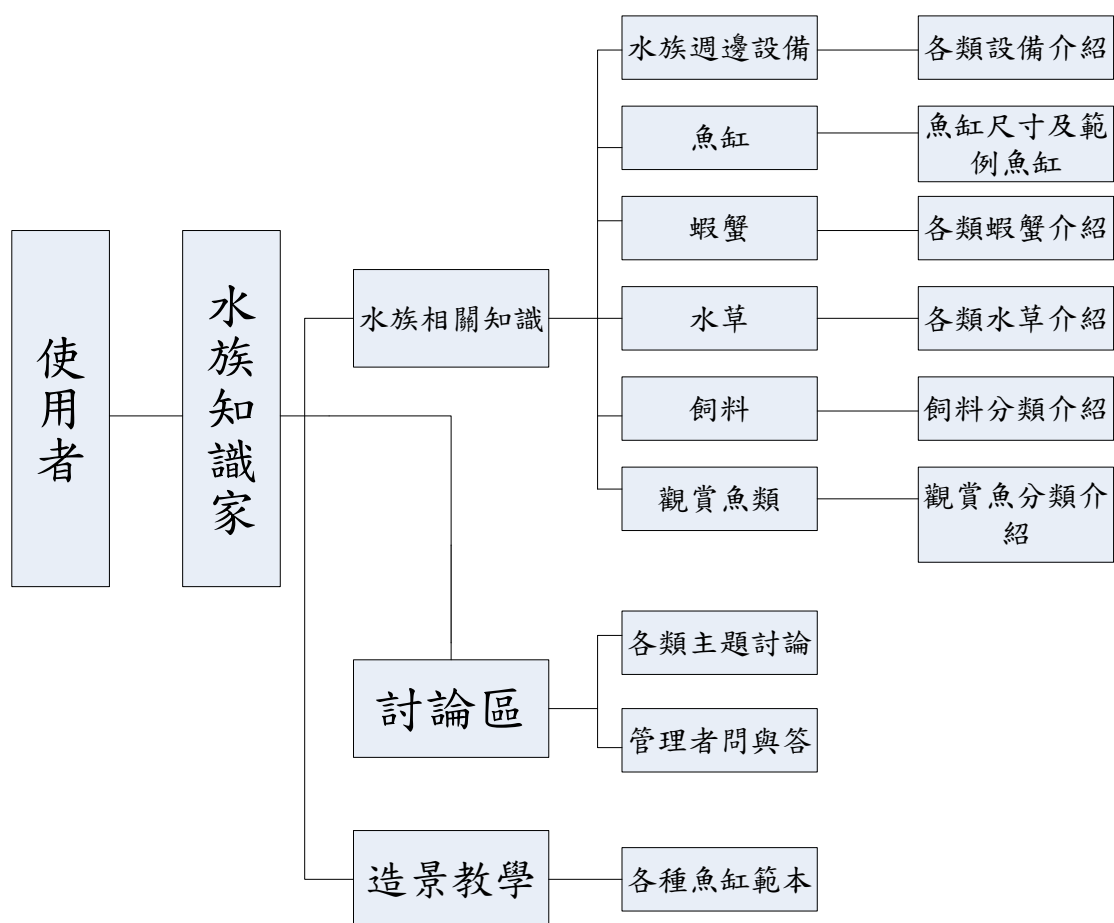 使用者
水族知識家
水族相關知識
水族週邊設備
各類設備介紹
魚缸
魚缸尺寸及範
例魚缸
蝦蟹
各類蝦蟹介紹
水草
各類水草介紹
飼料
飼料分類介紹
觀賞魚類
觀賞魚分類介
紹
討論區
各類主題討論
管理者問與答
造景教學
各種魚缸範本